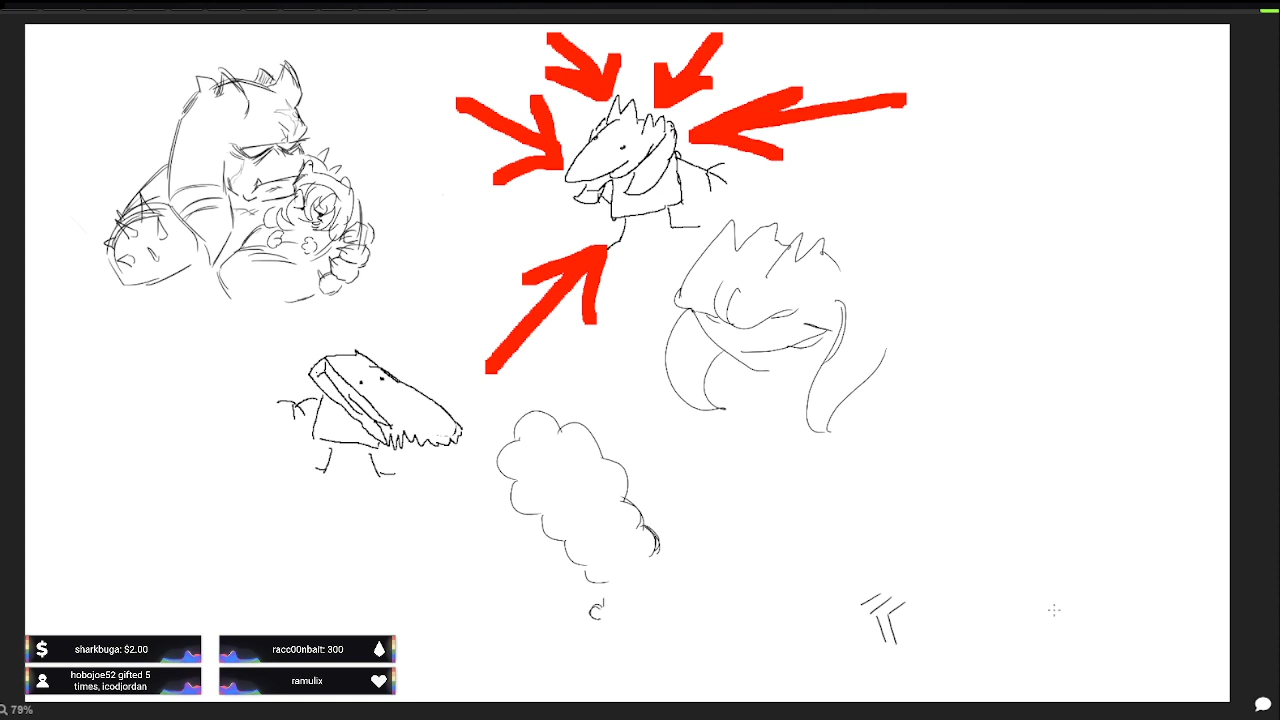 sharkbuga: $2.00
racc00nbait: 300
hobojoe52 gifted 5
times, icodjordan
ramulix
79%